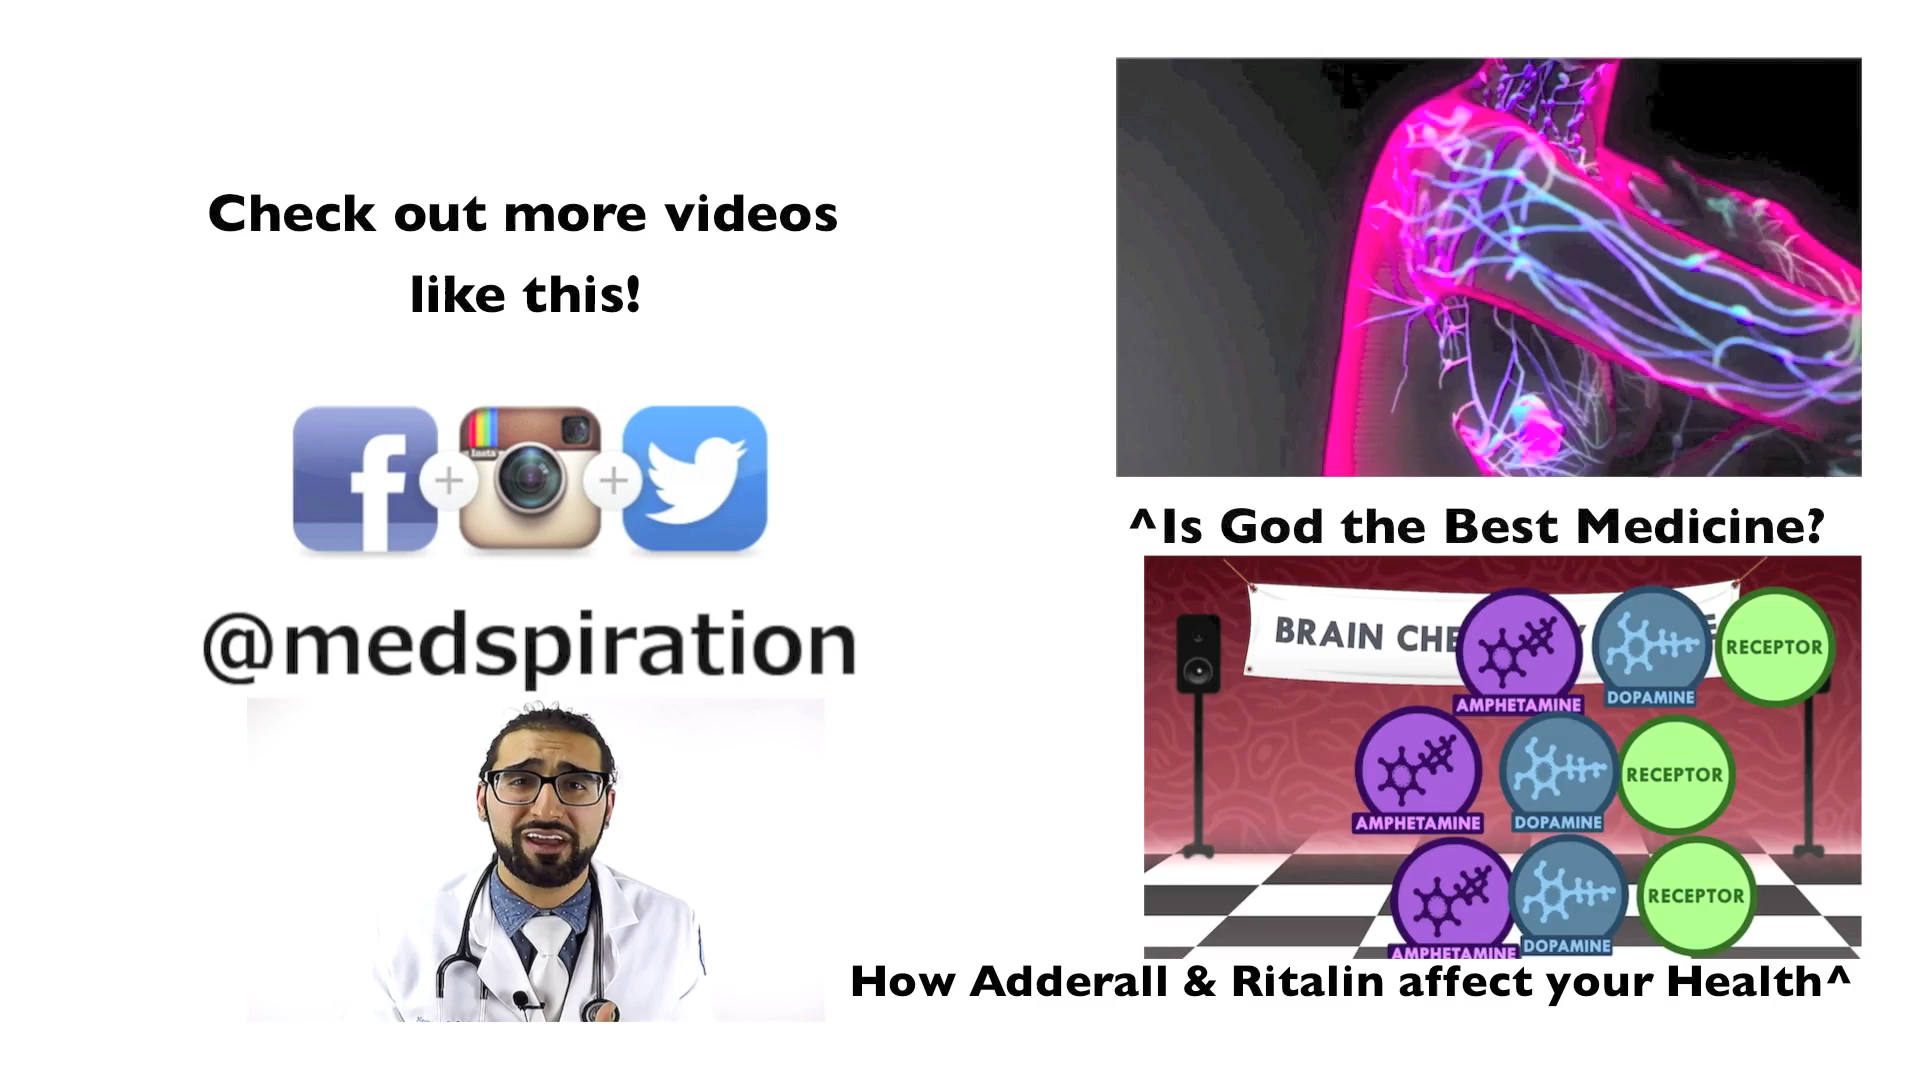 Check out more videos
like this!
Insta
@medspiration
^Is God the Best Medicine?
BRAIN CHE
AMPHETAMINE
DOPAMINE
RECEPTOR
AMPHETAMINE
DOPAMINE
RECEPTOR
AMPHETAMINE
DOPAMINE
RECEPTOR
How Adderall & Ritalin affect your Health^